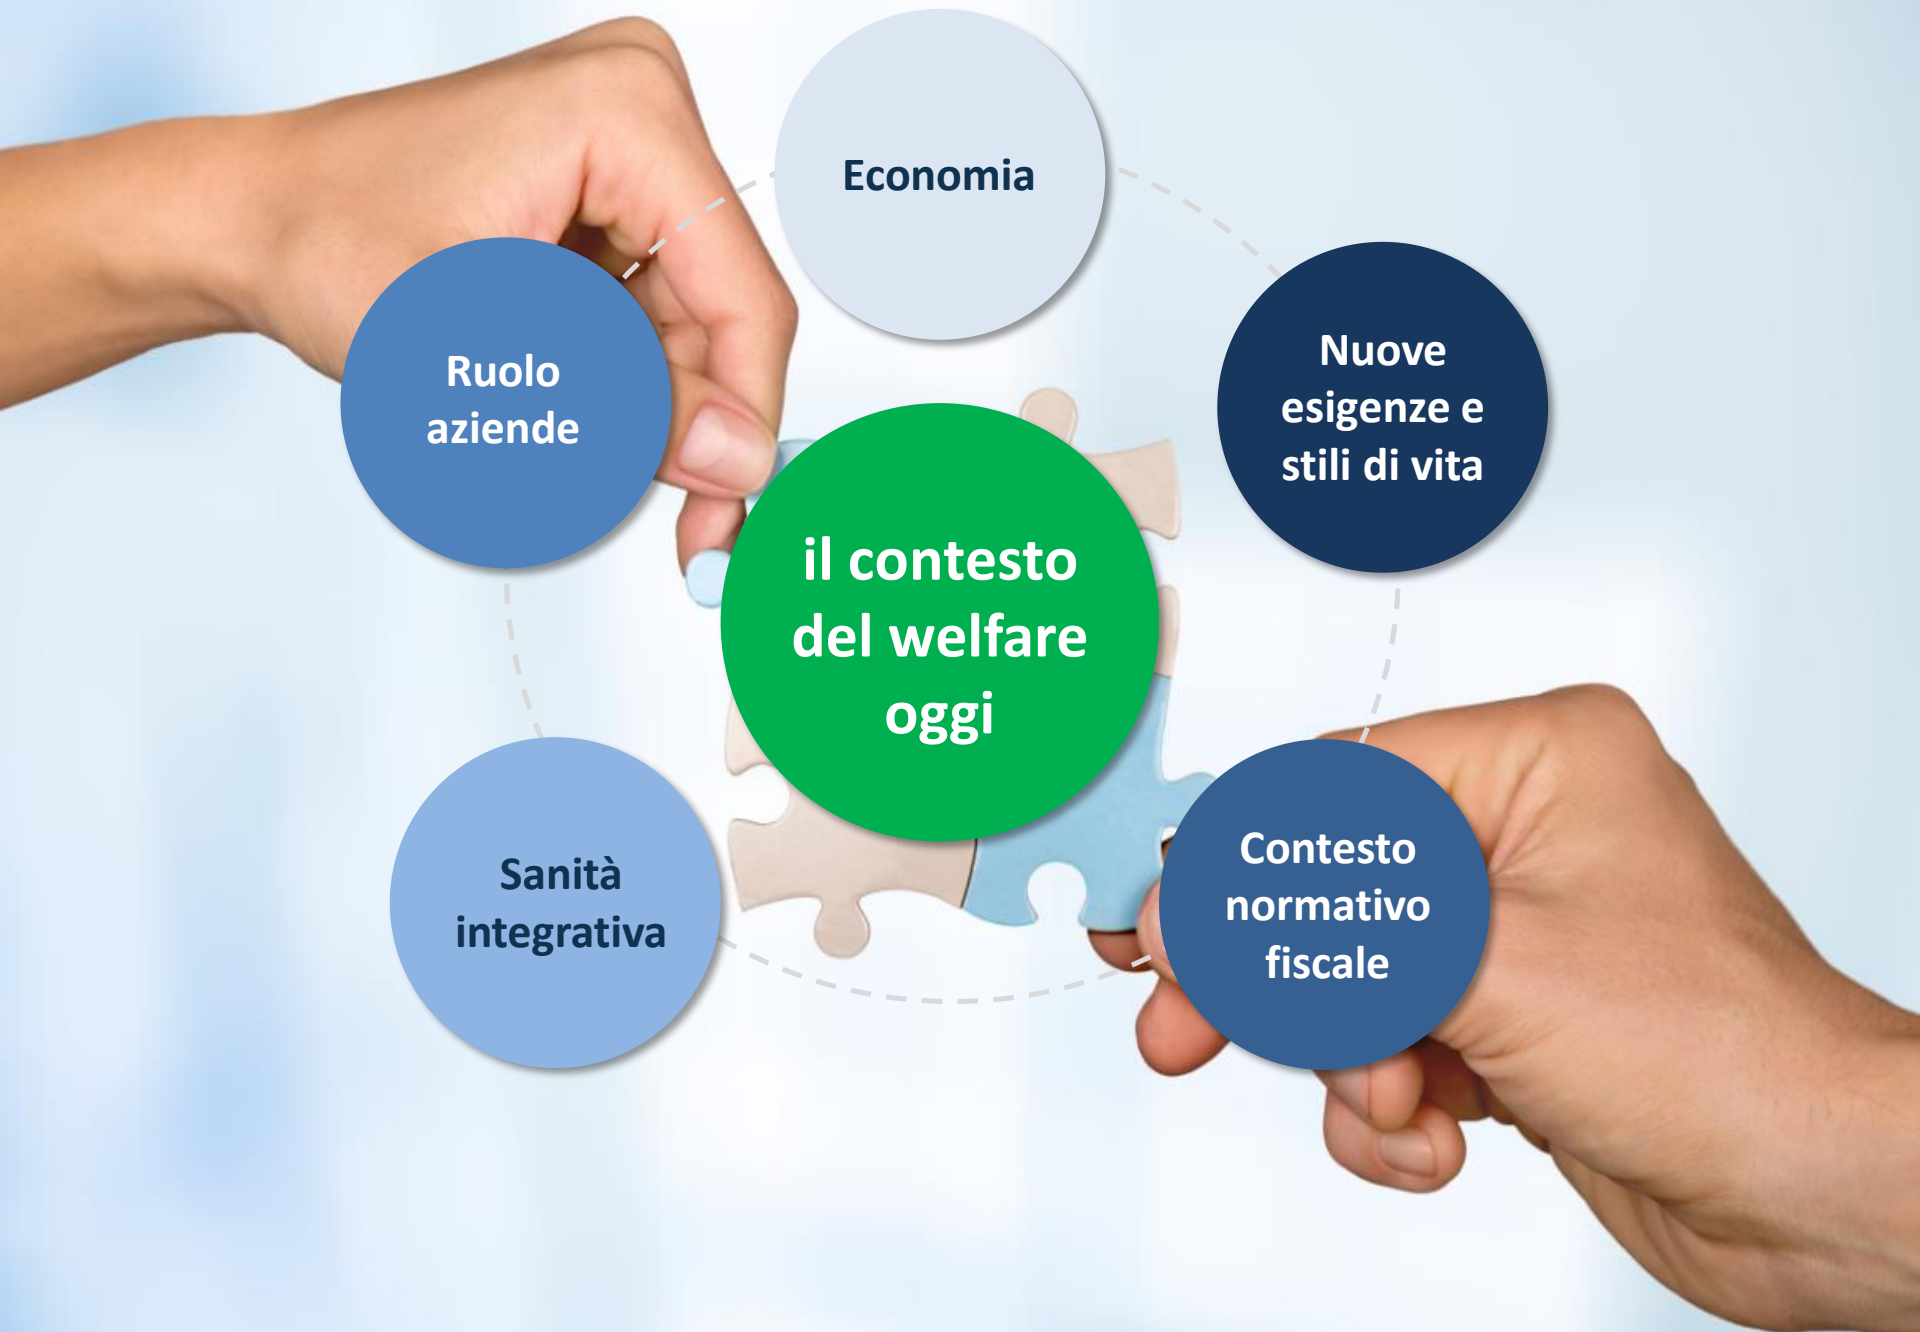 Economia
Nuove
esigenze e
stili di vita
Ruolo
aziende
il contesto
del welfare
oggi
Sanità
integrativa
Contesto
normativo
fiscale